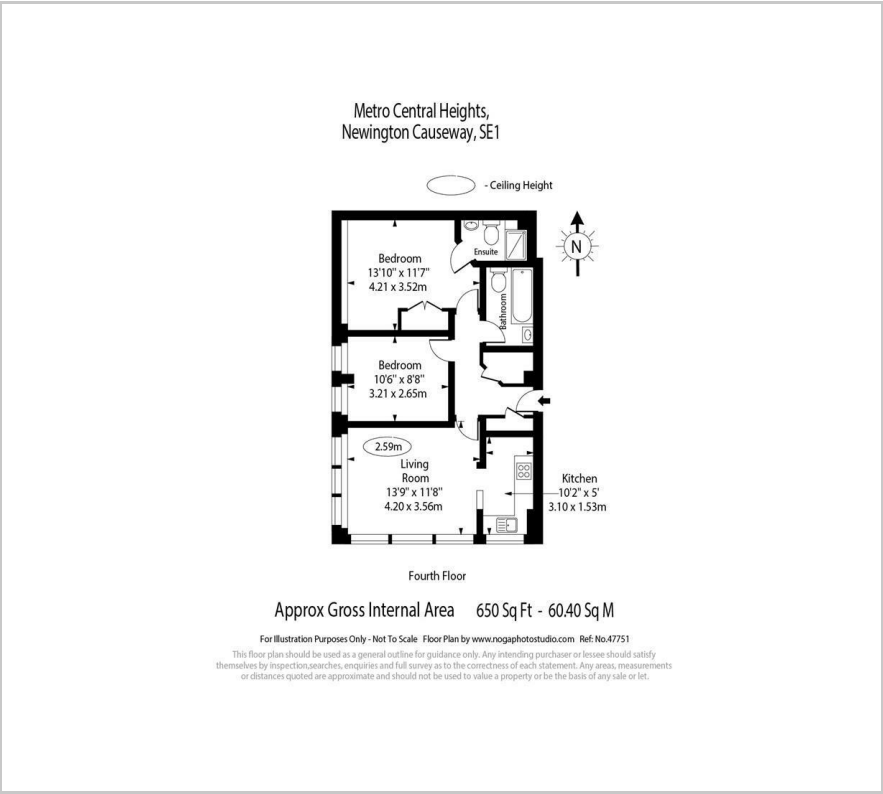 Metro Central Heights,
Newington Causeway, SE1
- Ceiling Height
N
Ensuite
Bedroom
13'10" x 11'7"
4.21 x 3.52m
Bathroom
Bedroom
10'6" x 8'8"
3.21 x 2.65m
2.59m
Living
Room
13'9" x 11'8"
4.20 x 3.56m
Kitchen
10'2" x 5'
3.10 x 1.53m
Fourth Floor
Approx Gross Internal Area 650 Sq Ft - 60.40 Sq M
For Illustration Purposes Only - Not To Scale Floor Plan by www.nogaphotostudio.com Ref: No.47751
This floor plan should be used as a general outline for guidance only. Any intending purchaser or lessee should satisfy
themselves by inspection,searches, enquiries and full survey as to the correctness of each statement. Any areas, measurements
or distances quoted are approximate and should not be used to value a property or be the basis of any sale or let.